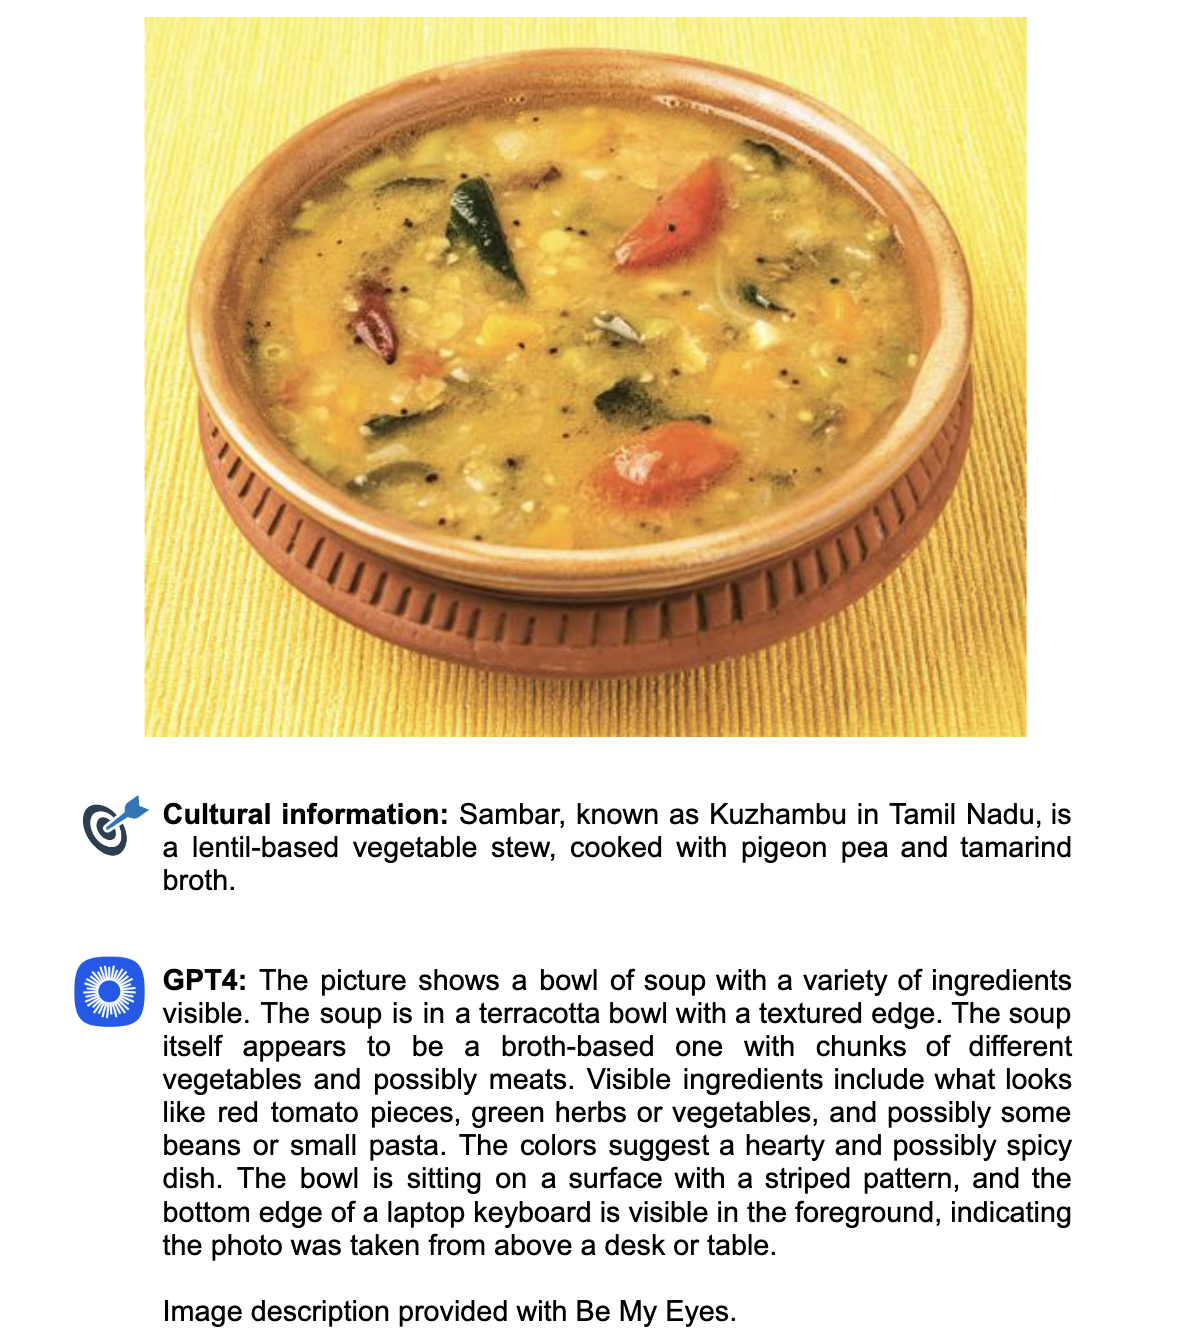 Cultural information: Sambar, known as Kuzhambu in Tamil Nadu, is
a lentil-based vegetable stew, cooked with pigeon pea and tamarind
broth.
GPT4: The picture shows a bowl of soup with a variety of ingredients
visible. The soup is in a terracotta bowl with a textured edge. The soup
itself appears to be a broth-based one with chunks of different
vegetables and possibly meats. Visible ingredients include what looks
like red tomato pieces, green herbs or vegetables, and possibly some
beans or small pasta. The colors suggest a hearty and possibly spicy
dish. The bowl is sitting on a surface with a striped pattern, and the
bottom edge of a laptop keyboard is visible in the foreground, indicating
the photo was taken from above a desk or table.
Image description provided with Be My Eyes.